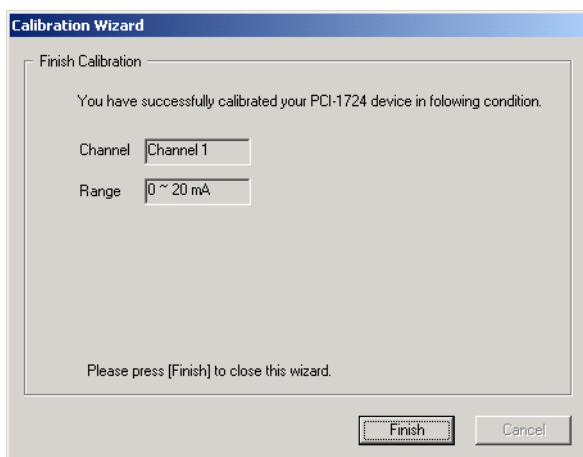 Calibration Wizard
Finish Calibration
You have successfully calibrated your PCI-1724 device in folowing condition.
Channel Channel 1
Range 0 ~ 20 mA
Please press [Finish] to close this wizard.
Finish Cancel